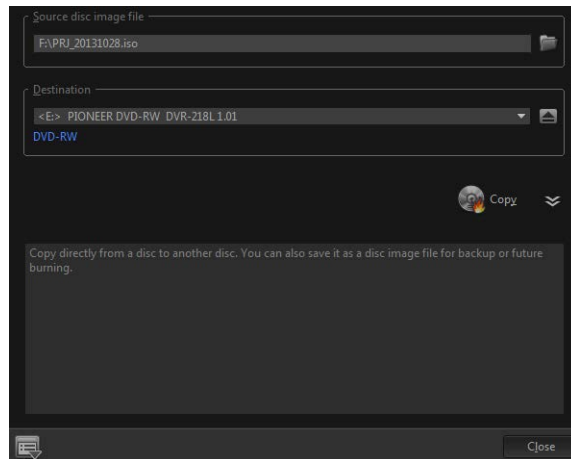 Source disc image file
F:\PRJ_20131028.iso
Destination
<E:> PIONEER DVD-RW DVR-218L 1.01
DVD-RW
Copy
Copy directly from a disc to another disc. You can also save it as a disc image file for backup or future
burning.
Close